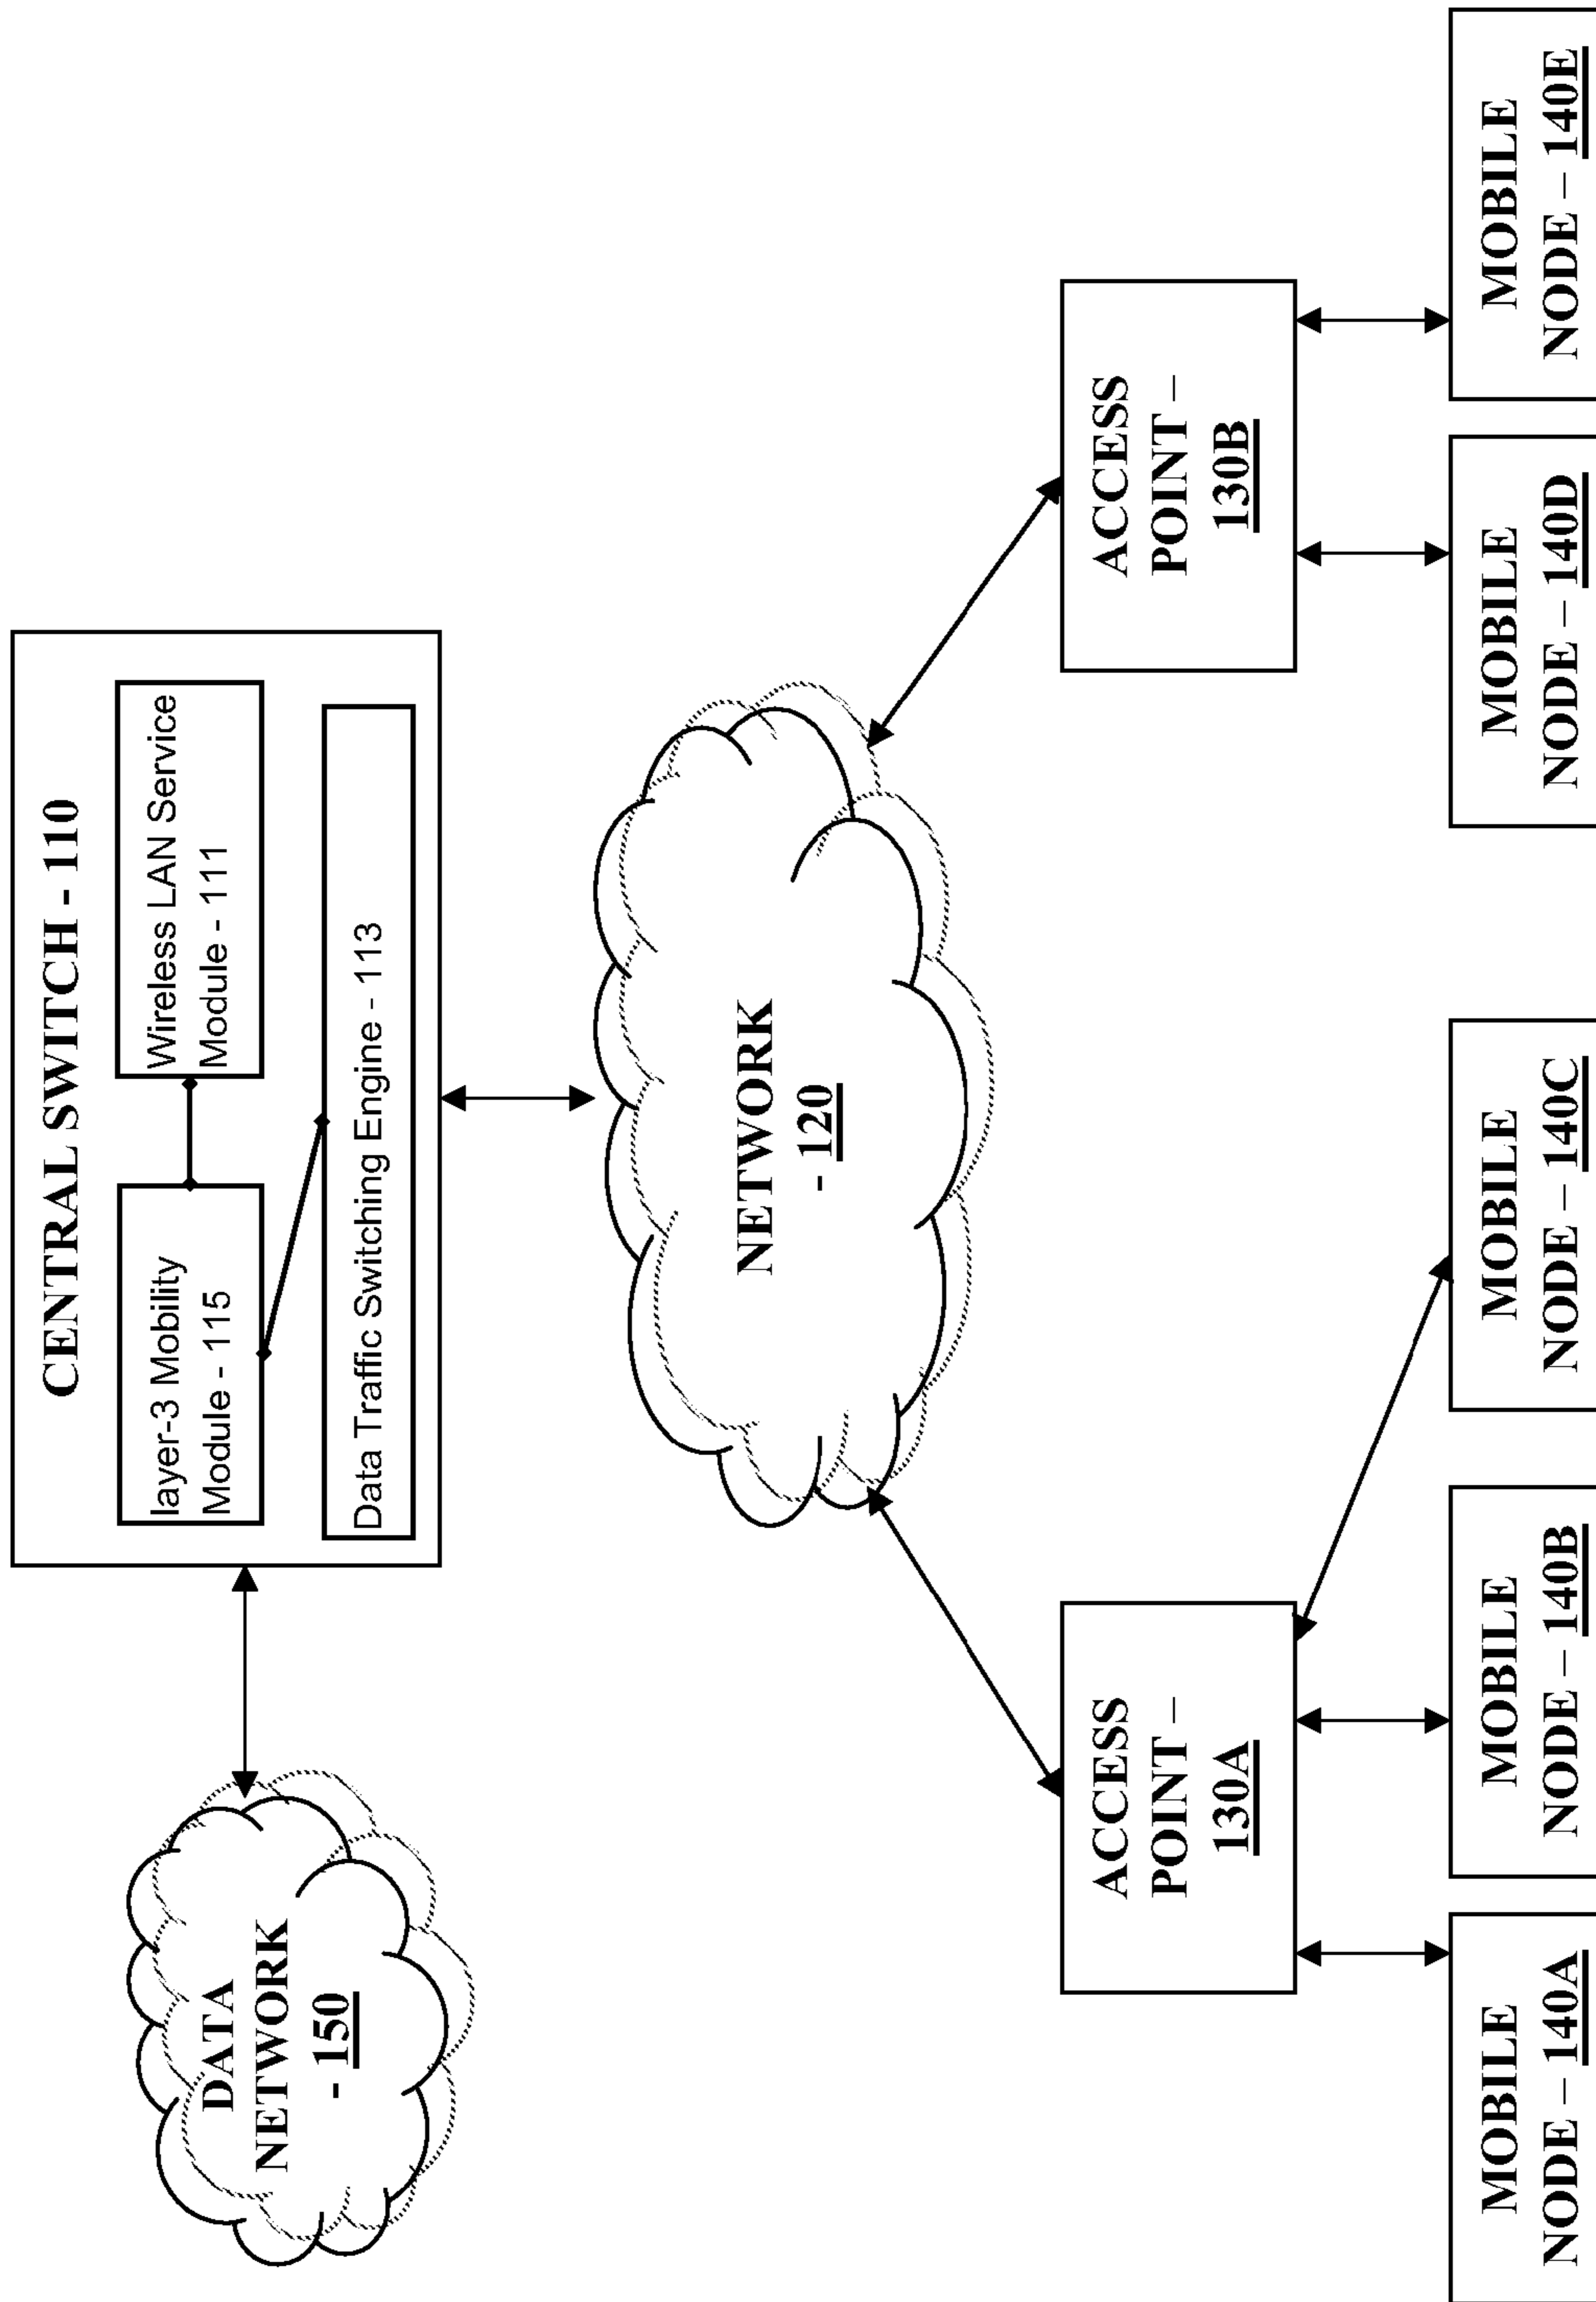 CENTRAL SWITCH - 110
layer-3 Mobility
Module - 115
Wireless LAN Service
Module - 111
Data Traffic Switching Engine - 113
DATA
NETWORK
- 150
NETWORK
- 120
ACCESS
POINT –
130A
ACCESS
POINT –
130B
MOBILE
NODE – 140A
MOBILE
NODE – 140B
MOBILE
NODE – 140C
MOBILE
NODE – 140D
MOBILE
NODE – 140E